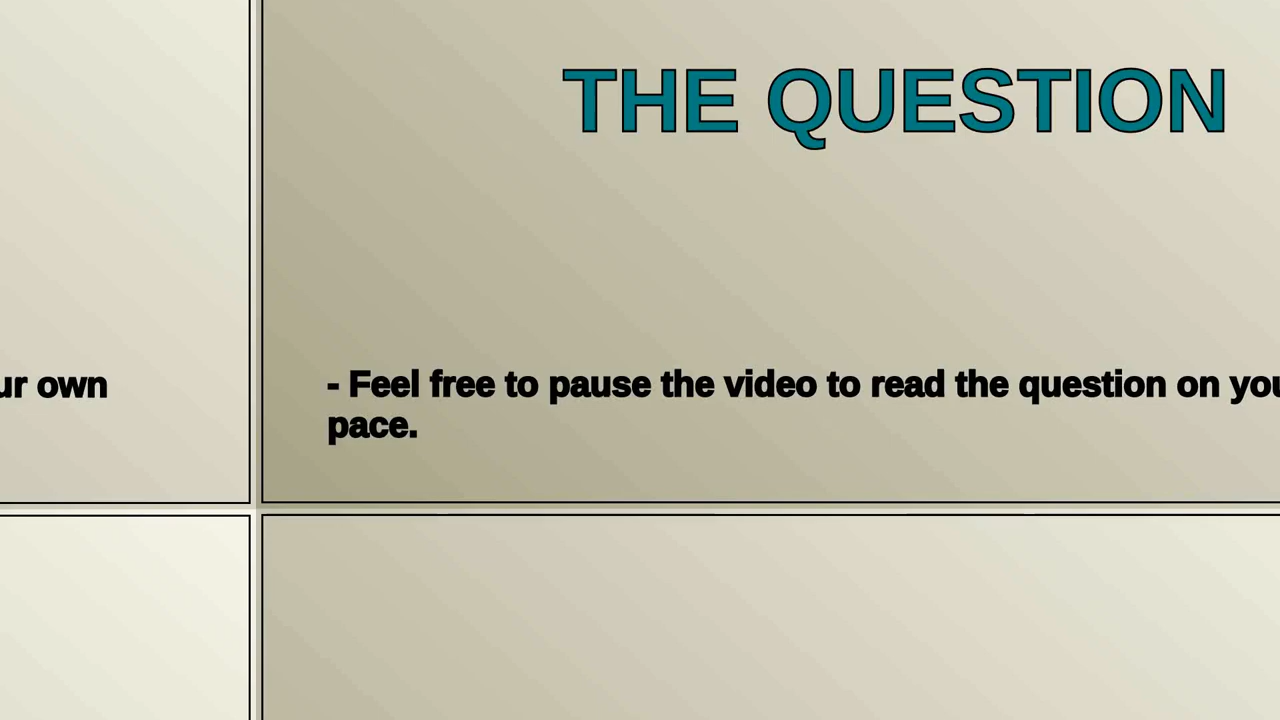 THE QUESTION
ur own
- Feel free to pause the video to read the question on you
pace.